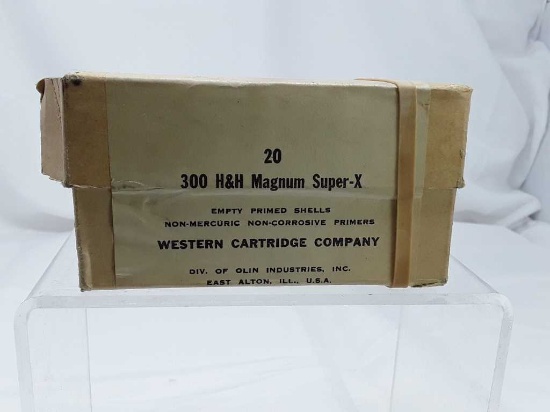 20
300 H&H Magnum Super-X
EMPTY PRIMED SHELLS
NON-MERCURIC NON-CORROSIVE PRIMERS
WESTERN CARTRIDGE COMPANY
DIV. OF OLIN INDUSTRIES, INC.
EAST ALTON, ILL., U.S.A.